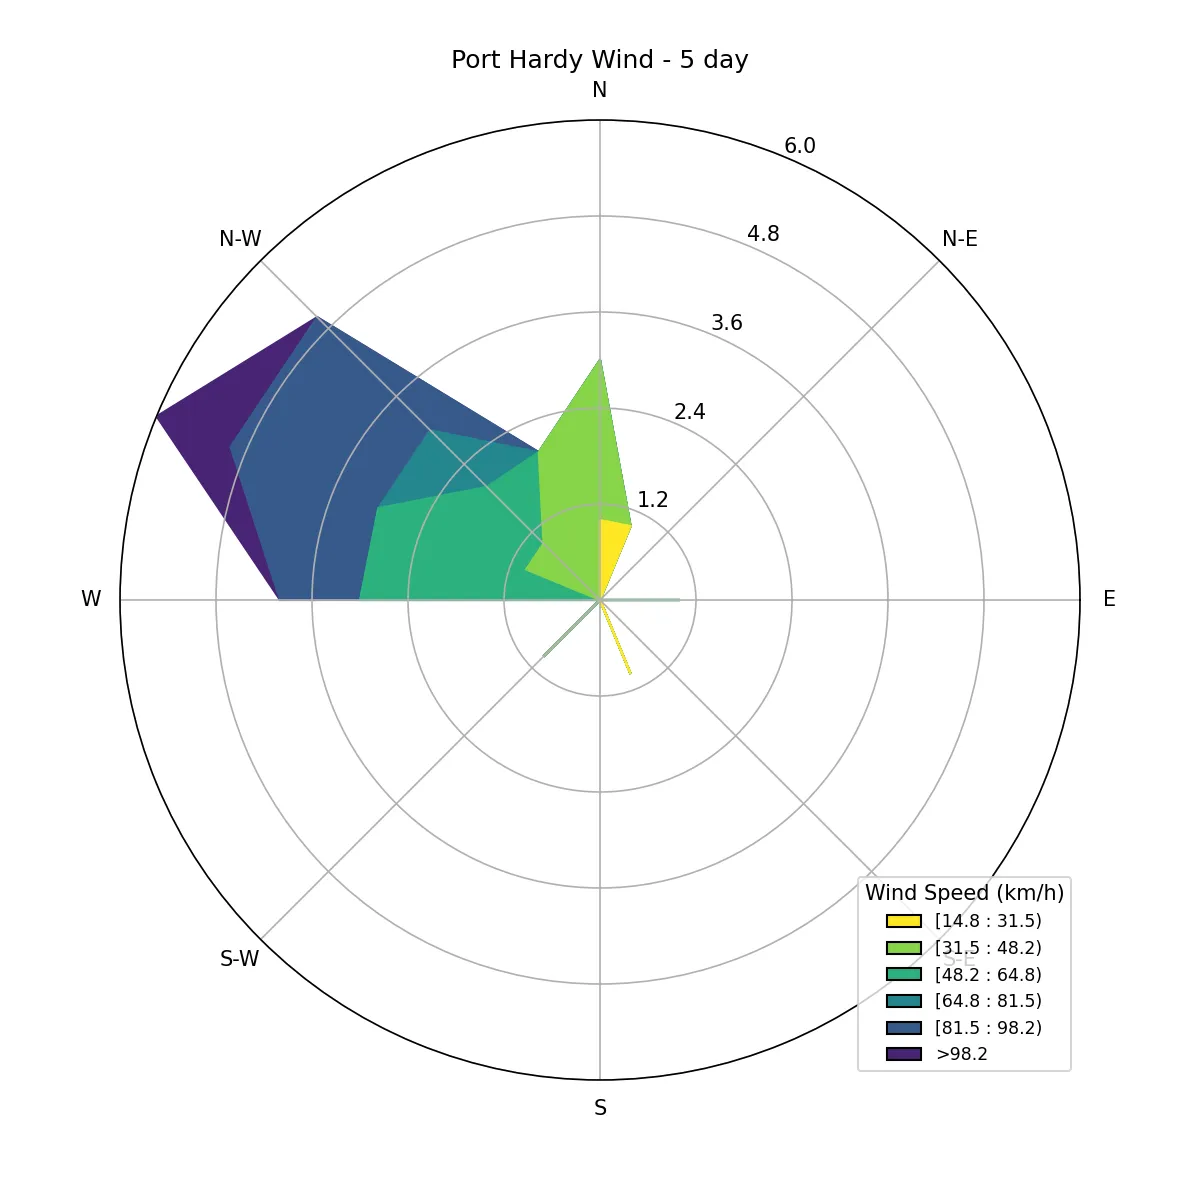 Port Hardy Wind - 5 day
N
6.0
N-W
4.8
N-E
3.6
2.4
1.2
W
E
Wind Speed (km/h)
[14.8 : 31.5)
[31.5 : 48.2)
S-W
S-E
[48.2 : 64.8)
[64.8 : 81.5)
[81.5 : 98.2)
>98.2
S